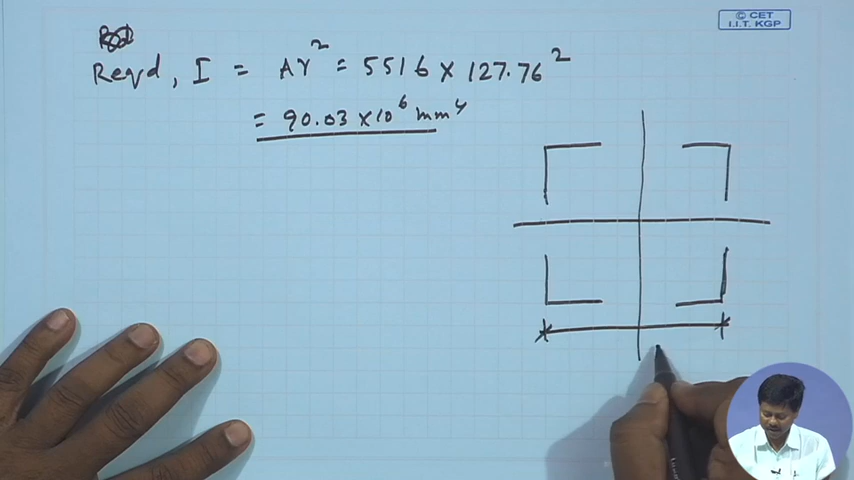 © CET
I.I.T. KGP
Reqd, I = Ar² = 5516 × 127.76²
= 90.03 × 10⁶ mm⁴